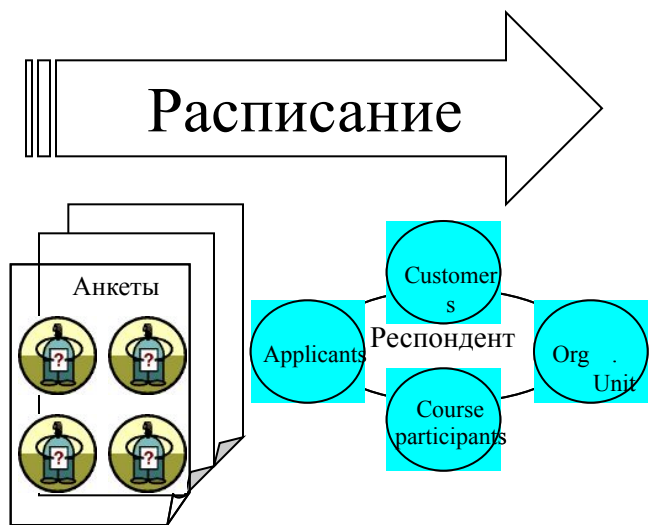 Расписание
Анкеты
?
?
?
?
Customer
s
Applicants
Респондент
Org .
Unit
Course
participants